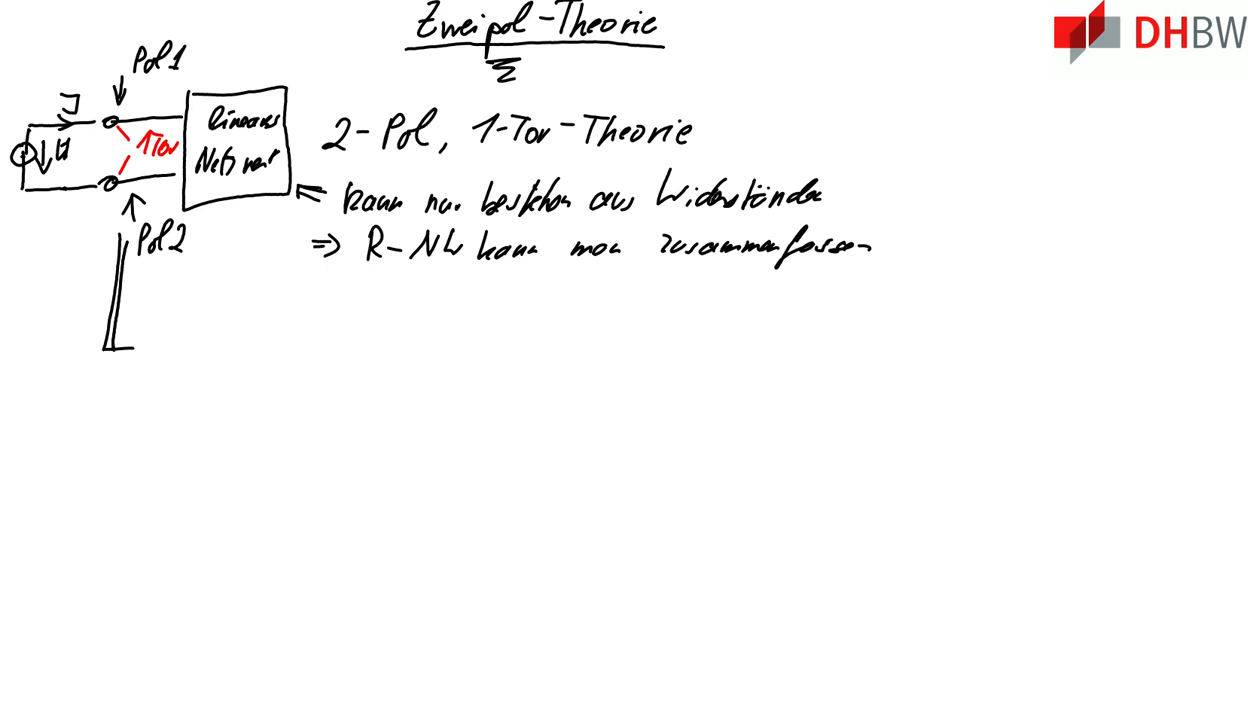 Zweipol-Theorie
DHBW
Pol 1
J
U
1 Tor
lineares
Netzwerk
Pol 2
2-Pol, 1-Tor-Theorie
kann nur bestehen aus Widerstände
⇒ R-NW kann man zusammenfassen